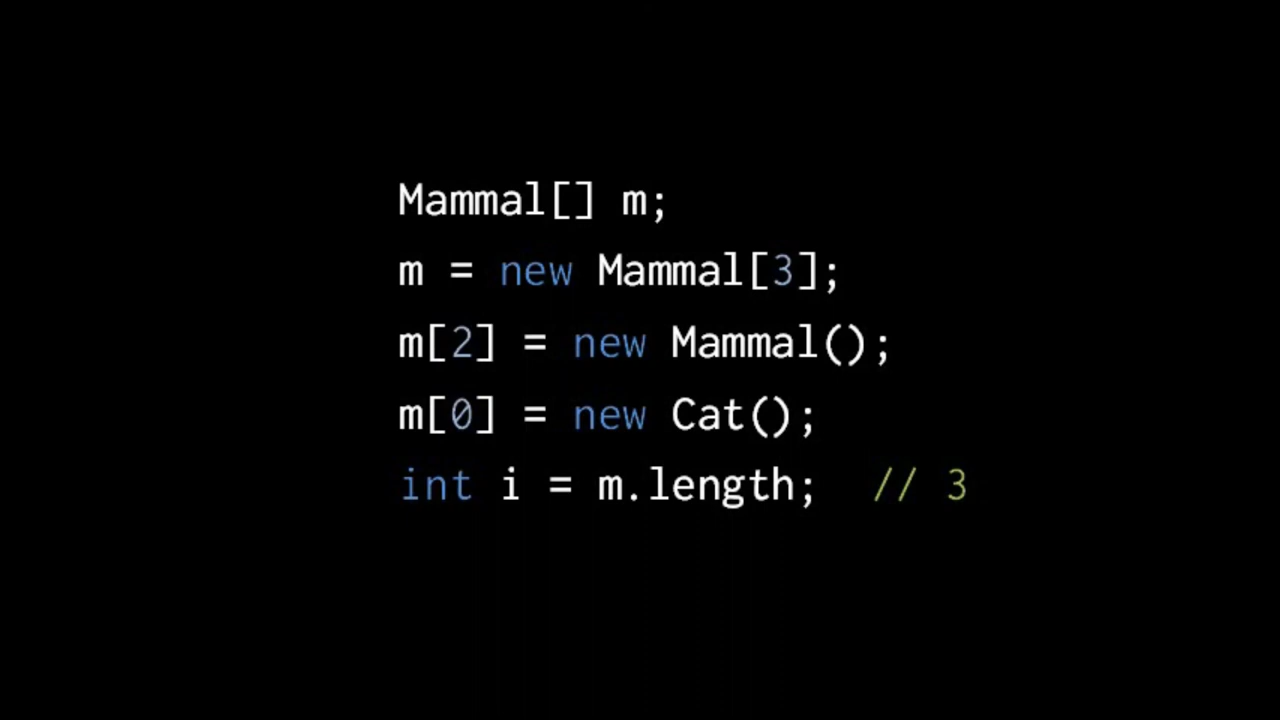 Mammal[] m;
m = new Mammal[3];
m[2] = new Mammal();
m[0] = new Cat();
int i = m.length;  // 3